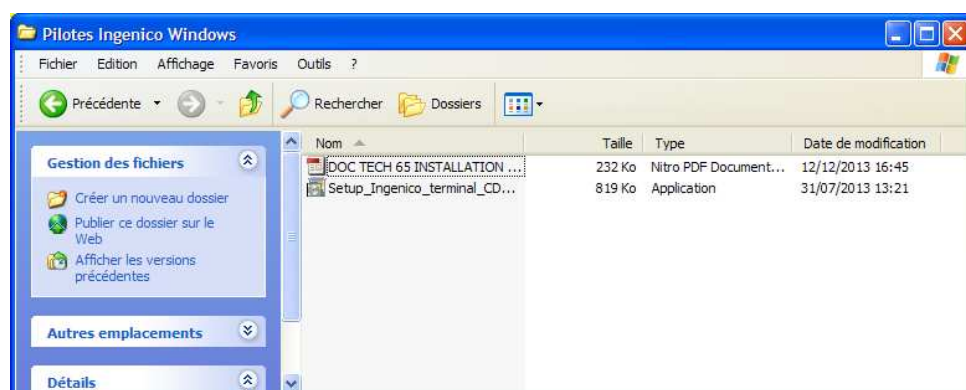 Pilotes Ingenico Windows
Fichier Edition Affichage Favoris Outils ?
Précédente Rechercher Dossiers
Nom Taille Type Date de modification
Gestion des fichiers
DOC TECH 65 INSTALLATION ... 232 Ko Nitro PDF Document... 12/12/2013 16:45
Setup_Ingenico_terminal_CD... 819 Ko Application 31/07/2013 13:21
Créer un nouveau dossier
Publier ce dossier sur le
Web
Afficher les versions
précédentes
Autres emplacements
Détails